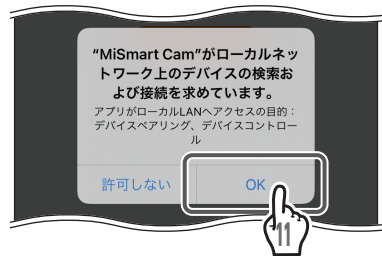 “MiSmart Cam”がローカルネッ
トワーク上のデバイスの検索お
よび接続を求めています。
アプリがローカルLANへアクセスの目的：
デバイスペアリング、デバイスコントロー
ル
許可しない
OK
11